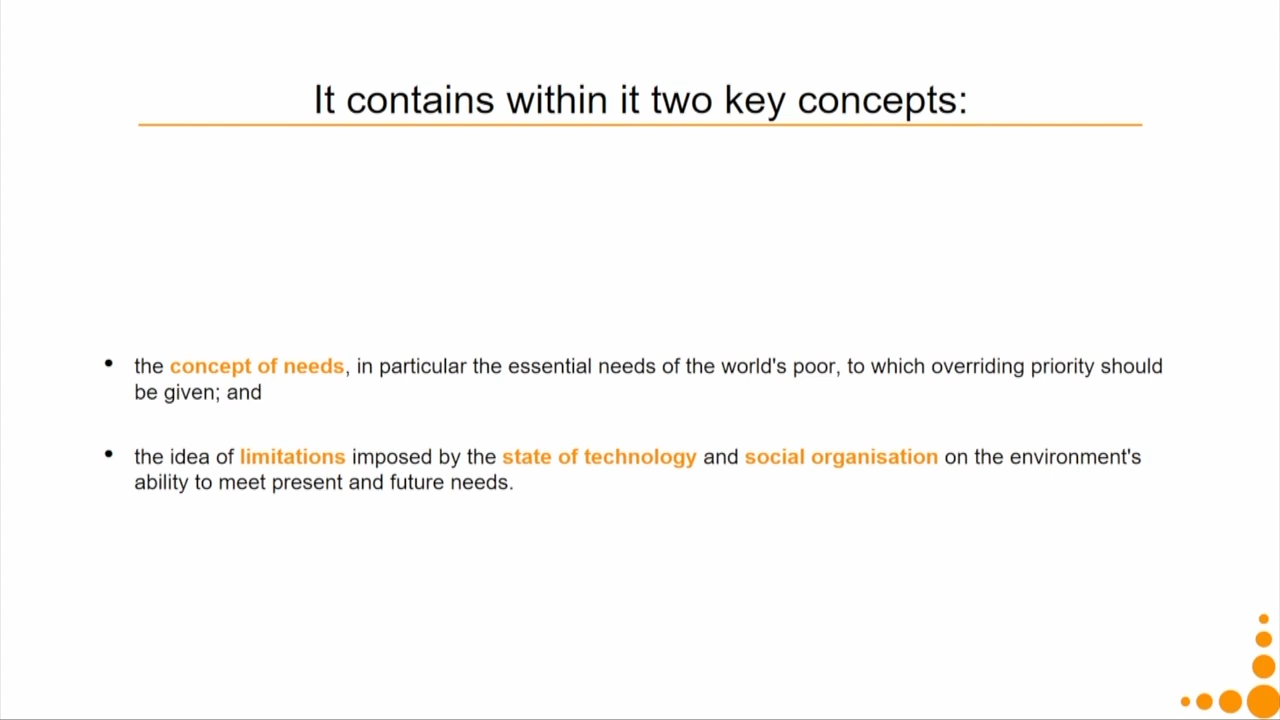 It contains within it two key concepts:
• the concept of needs, in particular the essential needs of the world's poor, to which overriding priority should
be given; and
• the idea of limitations imposed by the state of technology and social organisation on the environment's
ability to meet present and future needs.